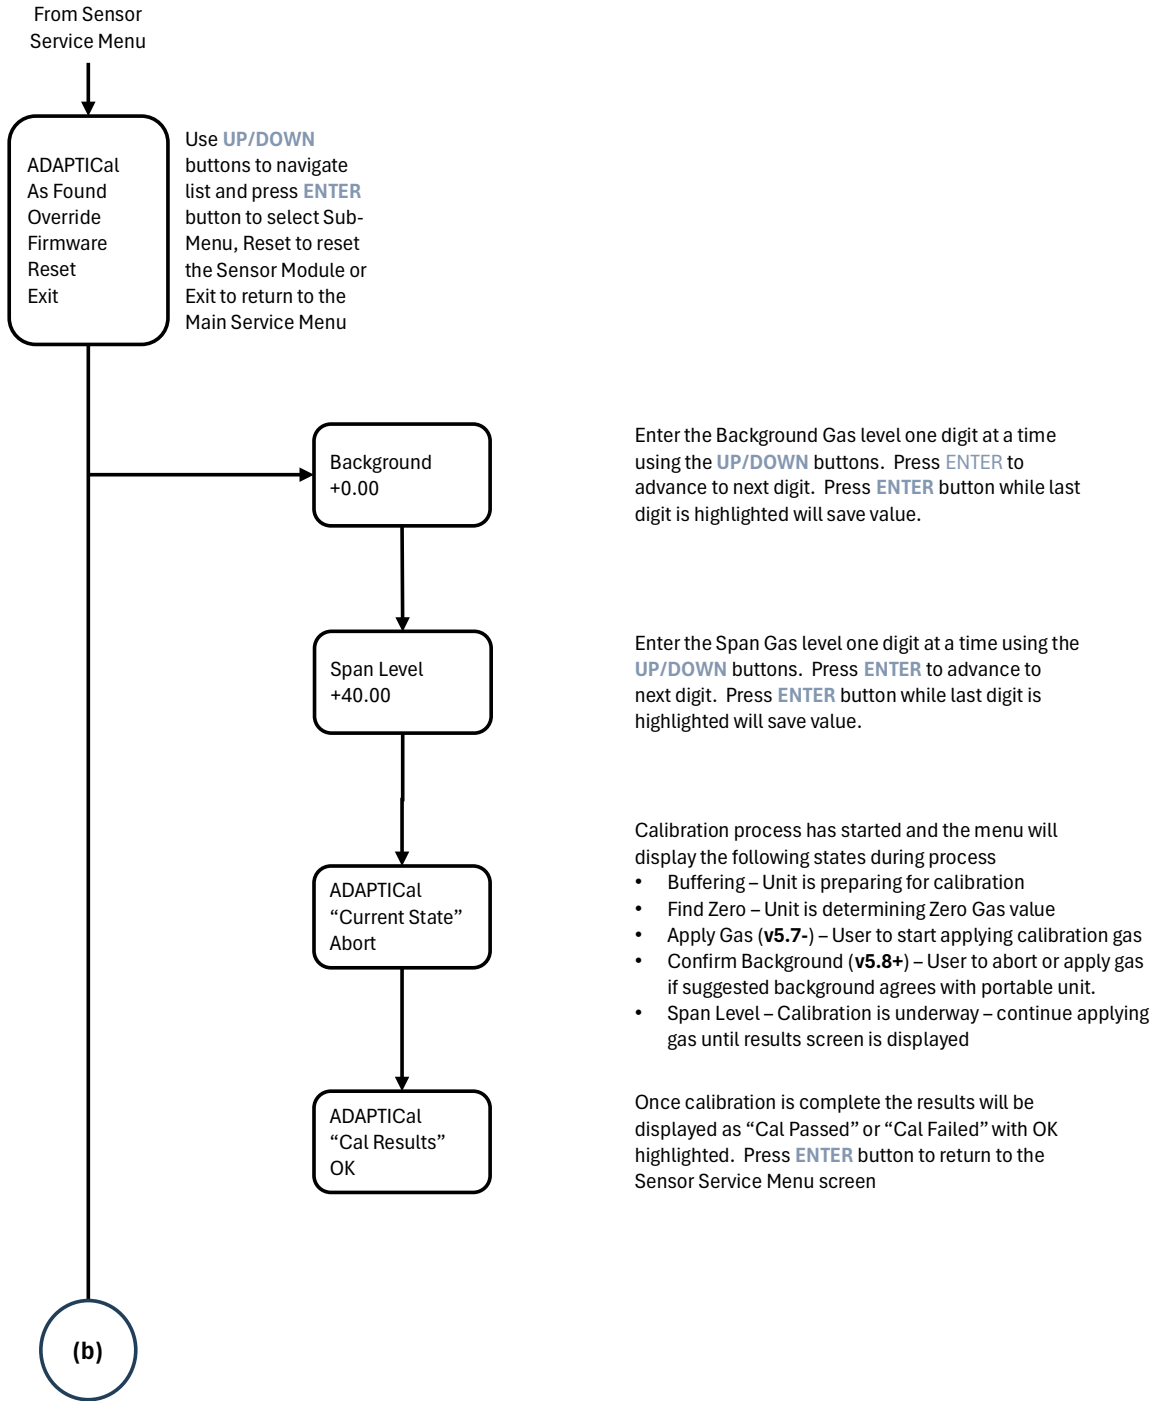 From Sensor
Service Menu
ADAPTICal
As Found
Override
Firmware
Reset
Exit
Use UP/DOWN
buttons to navigate
list and press ENTER
button to select Sub-
Menu, Reset to reset
the Sensor Module or
Exit to return to the
Main Service Menu
Background
+0.00
Enter the Background Gas level one digit at a time
using the UP/DOWN buttons.  Press ENTER to
advance to next digit.  Press ENTER button while last
digit is highlighted will save value.
Span Level
+40.00
Enter the Span Gas level one digit at a time using the
UP/DOWN buttons.  Press ENTER to advance to
next digit.  Press ENTER button while last digit is
highlighted will save value.
ADAPTICal
“Current State”
Abort
Calibration process has started and the menu will
display the following states during process
• Buffering – Unit is preparing for calibration
• Find Zero – Unit is determining Zero Gas value
• Apply Gas (v5.7-) – User to start applying calibration gas
• Confirm Background (v5.8+) – User to abort or apply gas
if suggested background agrees with portable unit.
• Span Level – Calibration is underway – continue applying
gas until results screen is displayed
ADAPTICal
“Cal Results”
OK
Once calibration is complete the results will be
displayed as “Cal Passed” or “Cal Failed” with OK
highlighted.  Press ENTER button to return to the
Sensor Service Menu screen
(b)